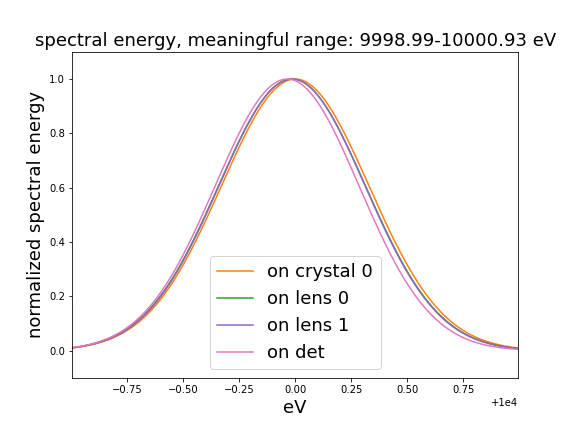 spectral energy, meaningful range: 9998.99-10000.93 eV
normalized spectral energy
1.0
0.8
0.6
0.4
0.2
0.0
on crystal 0
on lens 0
on lens 1
on det
−0.75 −0.50 −0.25 0.00 0.25 0.50 0.75
+1e4
eV